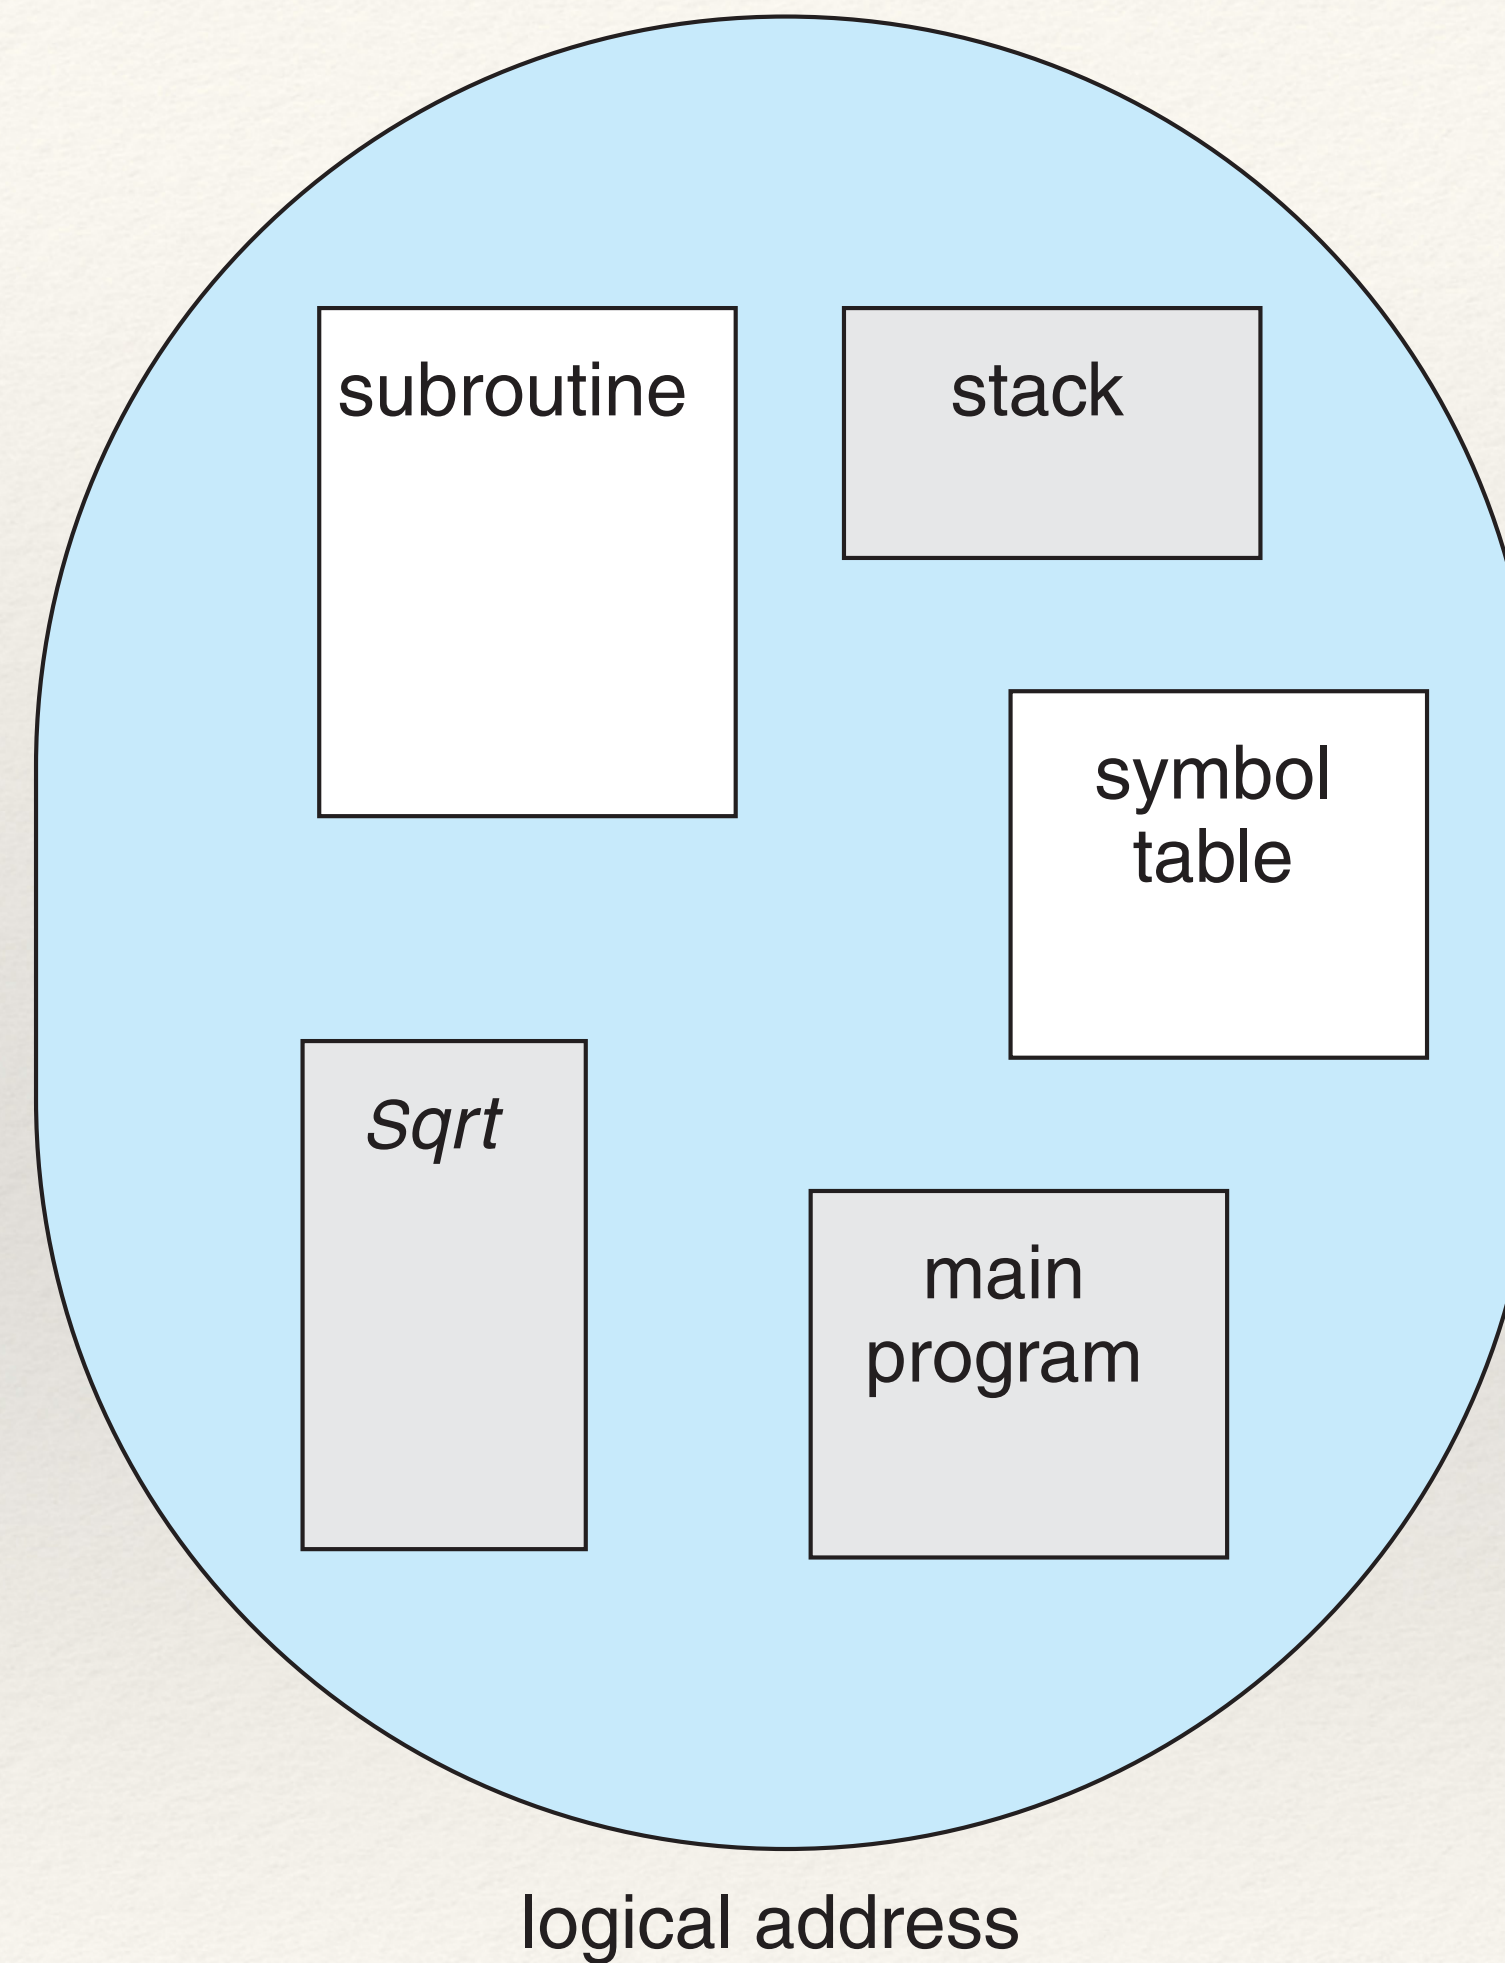 subroutine
stack
symbol
table
Sqrt
main
program
logical address